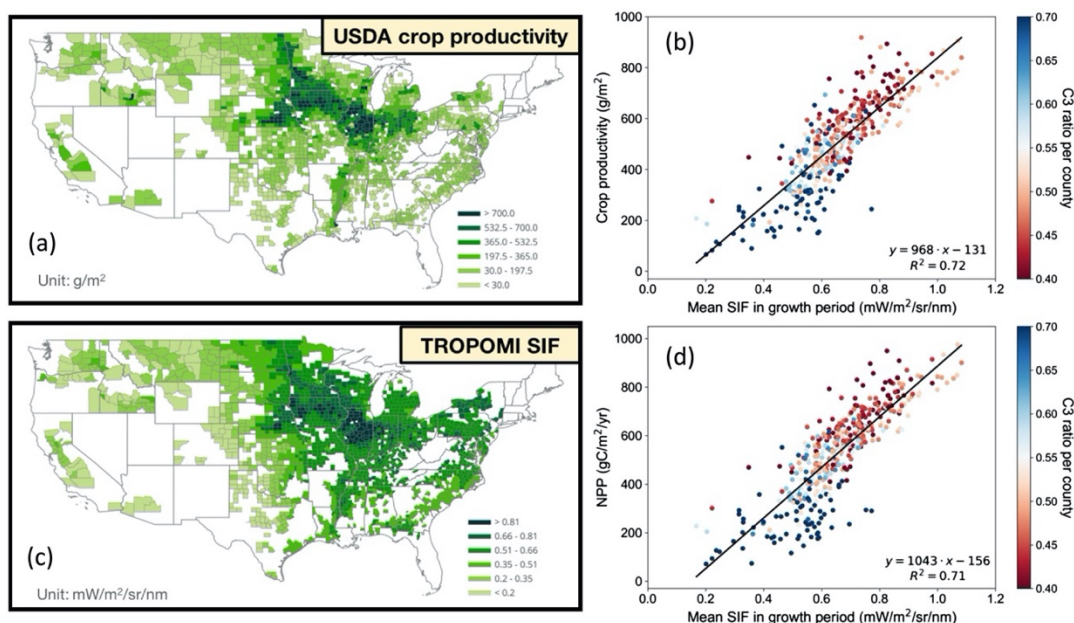 USDA crop productivity
> 700.0
532.5 - 700.0
365.0 - 532.5
197.5 - 365.0
30.0 - 197.5
< 30.0
(a)
Unit: g/m²
(b)
1000
800
600
400
200
0
Crop productivity (g/m²)
y = 968 · x − 131
R² = 0.72
0.0 0.2 0.4 0.6 0.8 1.0 1.2
Mean SIF in growth period (mW/m²/sr/nm)
0.70
0.65
0.60
0.55
0.50
0.45
0.40
C3 ratio per county
TROPOMI SIF
> 0.81
0.66 - 0.81
0.51 - 0.66
0.35 - 0.51
0.2 - 0.35
< 0.2
(c)
Unit: mW/m²/sr/nm
(d)
1000
800
600
400
200
0
NPP (gC/m²/yr)
y = 1043 · x − 156
R² = 0.71
0.0 0.2 0.4 0.6 0.8 1.0 1.2
Mean SIF in growth period (mW/m²/sr/nm)
0.70
0.65
0.60
0.55
0.50
0.45
0.40
C3 ratio per county